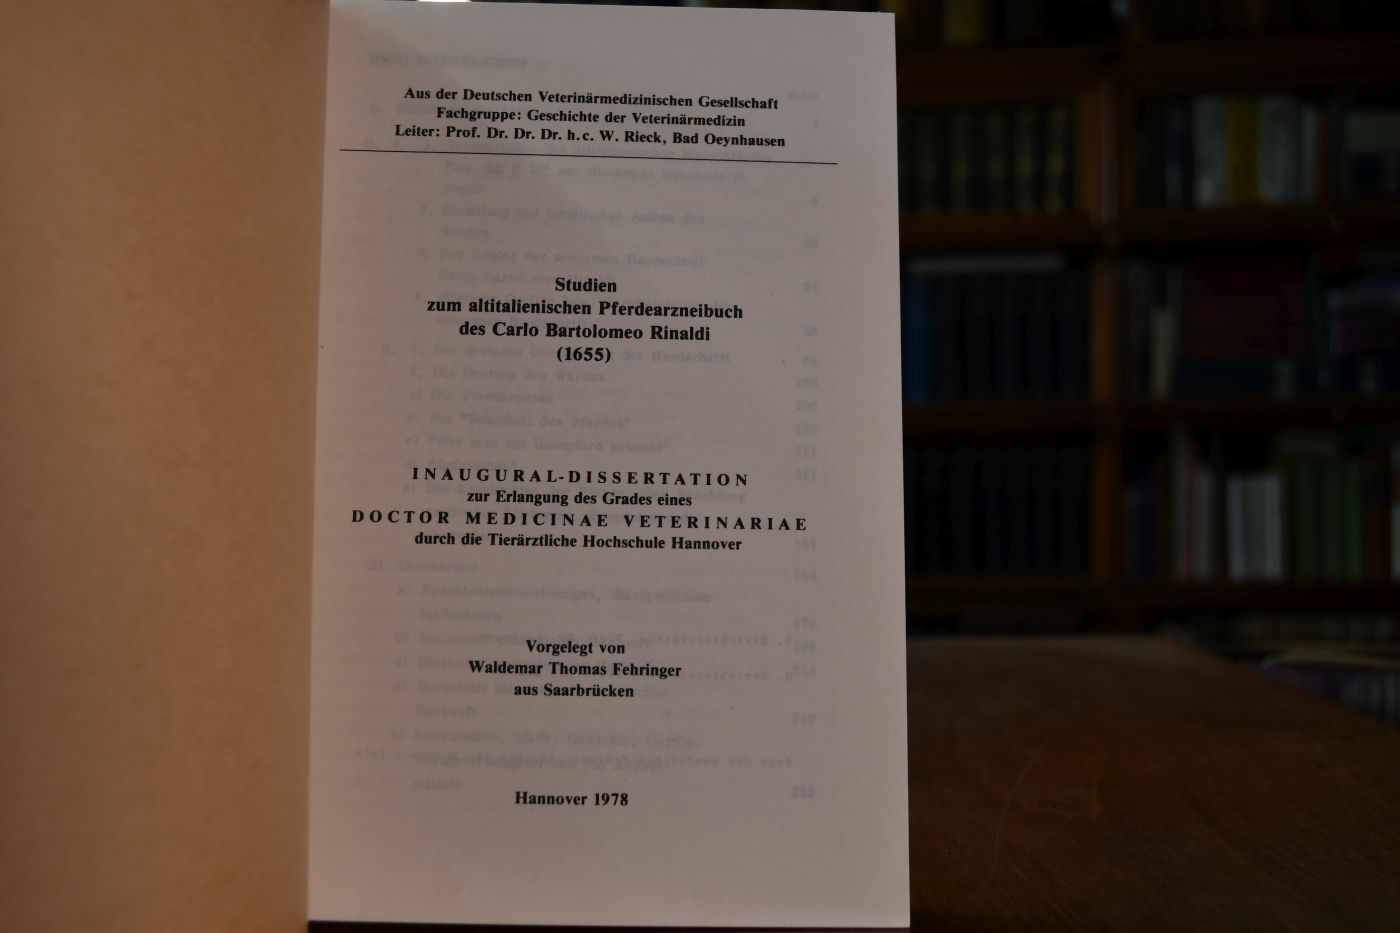 Aus der Deutschen Veterinärmedizinischen Gesellschaft
Fachgruppe: Geschichte der Veterinärmedizin
Leiter: Prof. Dr. Dr. Dr. h. c. W. Rieck, Bad Oeynhausen
Studien
zum altitalienischen Pferdearzneibuch
des Carlo Bartolomeo Rinaldi
(1655)
INAUGURAL-DISSERTATION
zur Erlangung des Grades eines
DOCTOR MEDICINAE VETERINARIAE
durch die Tierärztliche Hochschule Hannover
Vorgelegt von
Waldemar Thomas Fehringer
aus Saarbrücken
Hannover 1978